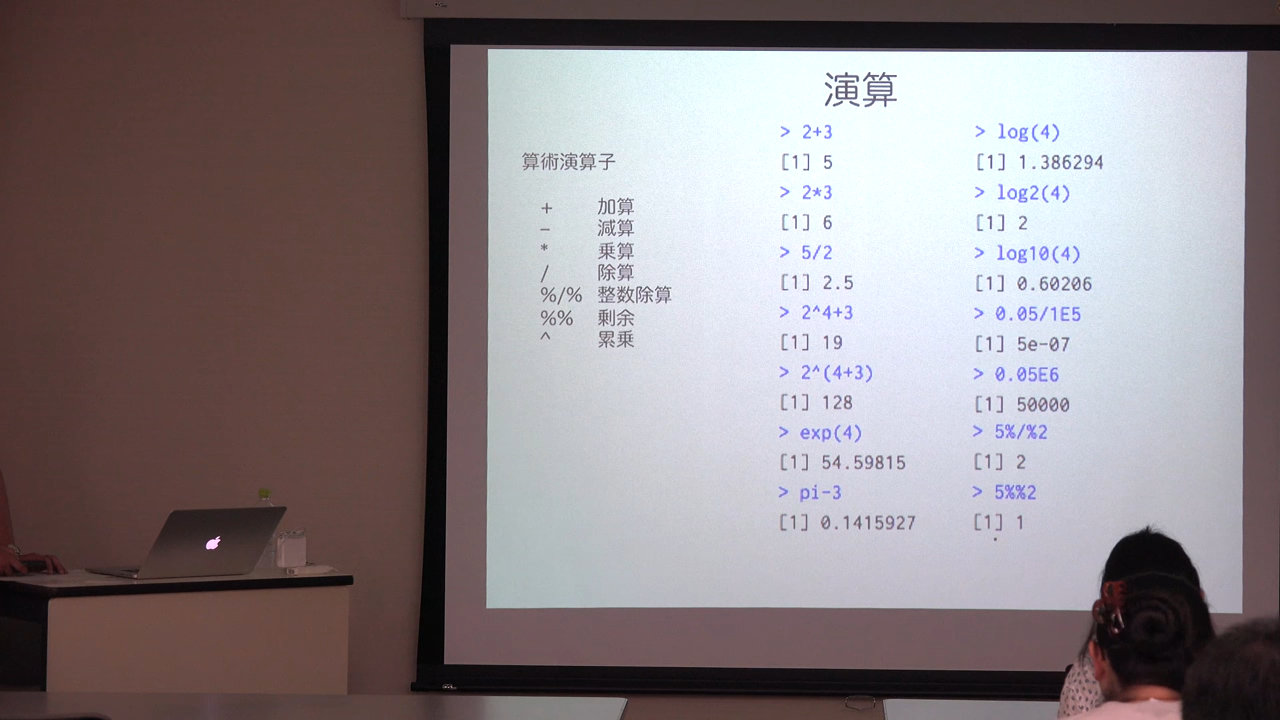 演算
算術演算子
+ 加算
- 減算
* 乗算
/ 除算
%/% 整数除算
%% 剰余
^ 累乗
> 2+3
[1] 5
> 2*3
[1] 6
> 5/2
[1] 2.5
> 2^4+3
[1] 19
> 2^(4+3)
[1] 128
> exp(4)
[1] 54.59815
> pi-3
[1] 0.1415927
> log(4)
[1] 1.386294
> log2(4)
[1] 2
> log10(4)
[1] 0.60206
> 0.05/1E5
[1] 5e-07
> 0.05E6
[1] 50000
> 5%/%2
[1] 2
> 5%%2
[1] 1